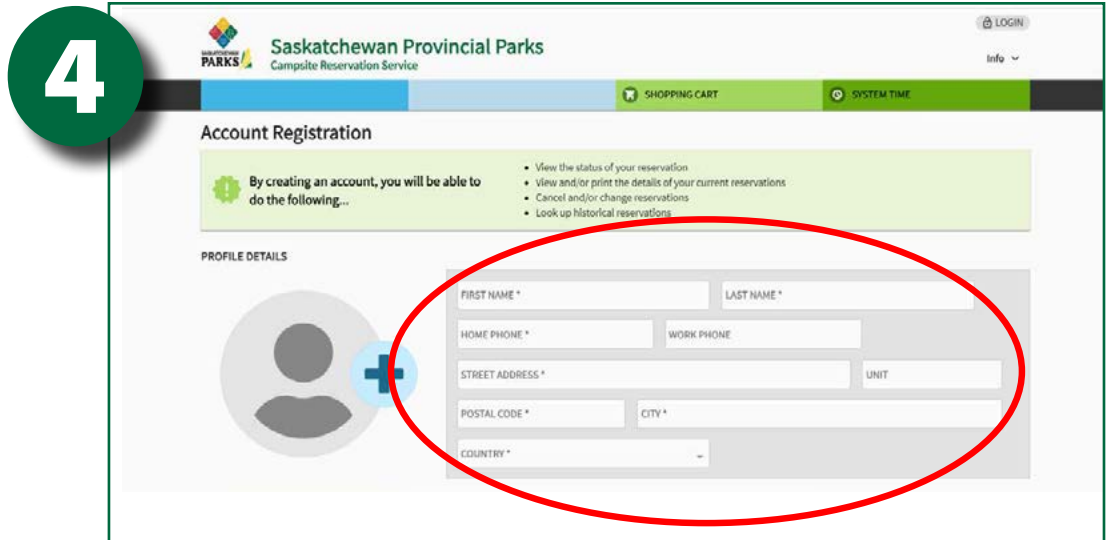 4
LOGIN
SASKATCHEWAN
PARKS
Saskatchewan Provincial Parks
Campsite Reservation Service
Info
SHOPPING CART
SYSTEM TIME
Account Registration
By creating an account, you will be able to
do the following...
• View the status of your reservation
• View and/or print the details of your current reservations
• Cancel and/or change reservations
• Look up historical reservations
PROFILE DETAILS
FIRST NAME * LAST NAME *
HOME PHONE * WORK PHONE
STREET ADDRESS * UNIT
POSTAL CODE * CITY *
COUNTRY *